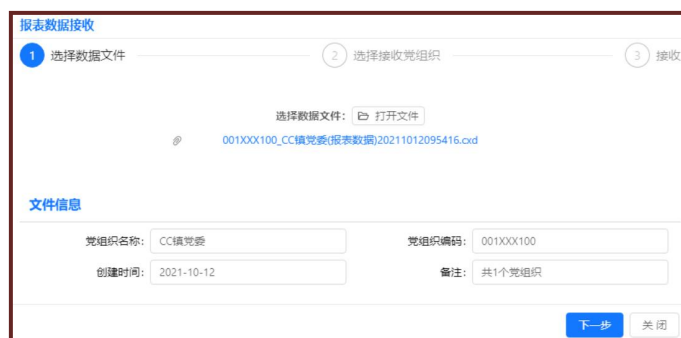 报表数据接收
1 选择数据文件 2 选择接收党组织 3 接收
选择数据文件: 打开文件
001XXX100_CC镇党委(报表数据)20211012095416.cxd
文件信息
党组织名称: CC镇党委 党组织编码: 001XXX100
创建时间: 2021-10-12 备注: 共1个党组织
下一步 关闭